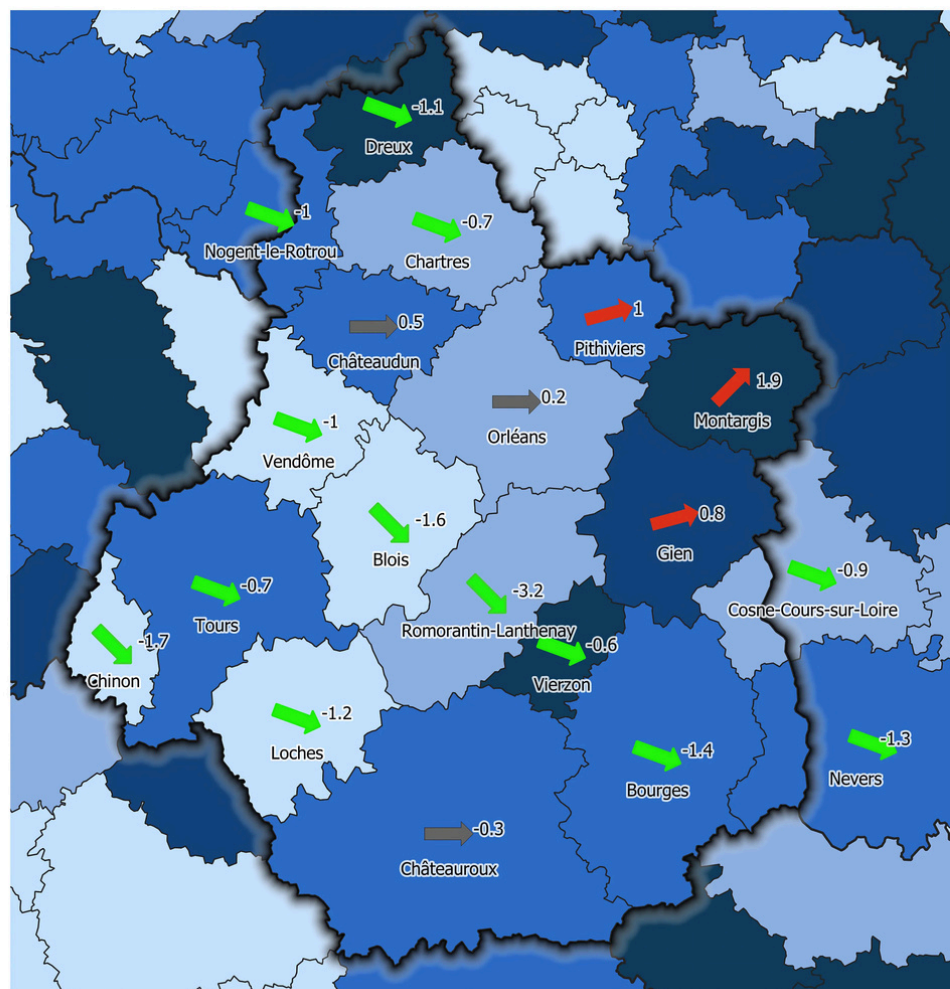 -1.1
Dreux
-1
Nogent-le-Rotrou
-0.7
Chartres
0.5
Châteaudun
1
Pithiviers
1.9
Montargis
0.2
Orléans
-1
Vendôme
-1.6
Blois
0.8
Gien
-0.7
Tours
-3.2
Romorantin-Lanthenay
-0.9
Cosne-Cours-sur-Loire
-1.7
Chinon
-0.6
Vierzon
-1.2
Loches
-1.4
Bourges
-1.3
Nevers
-0.3
Châteauroux